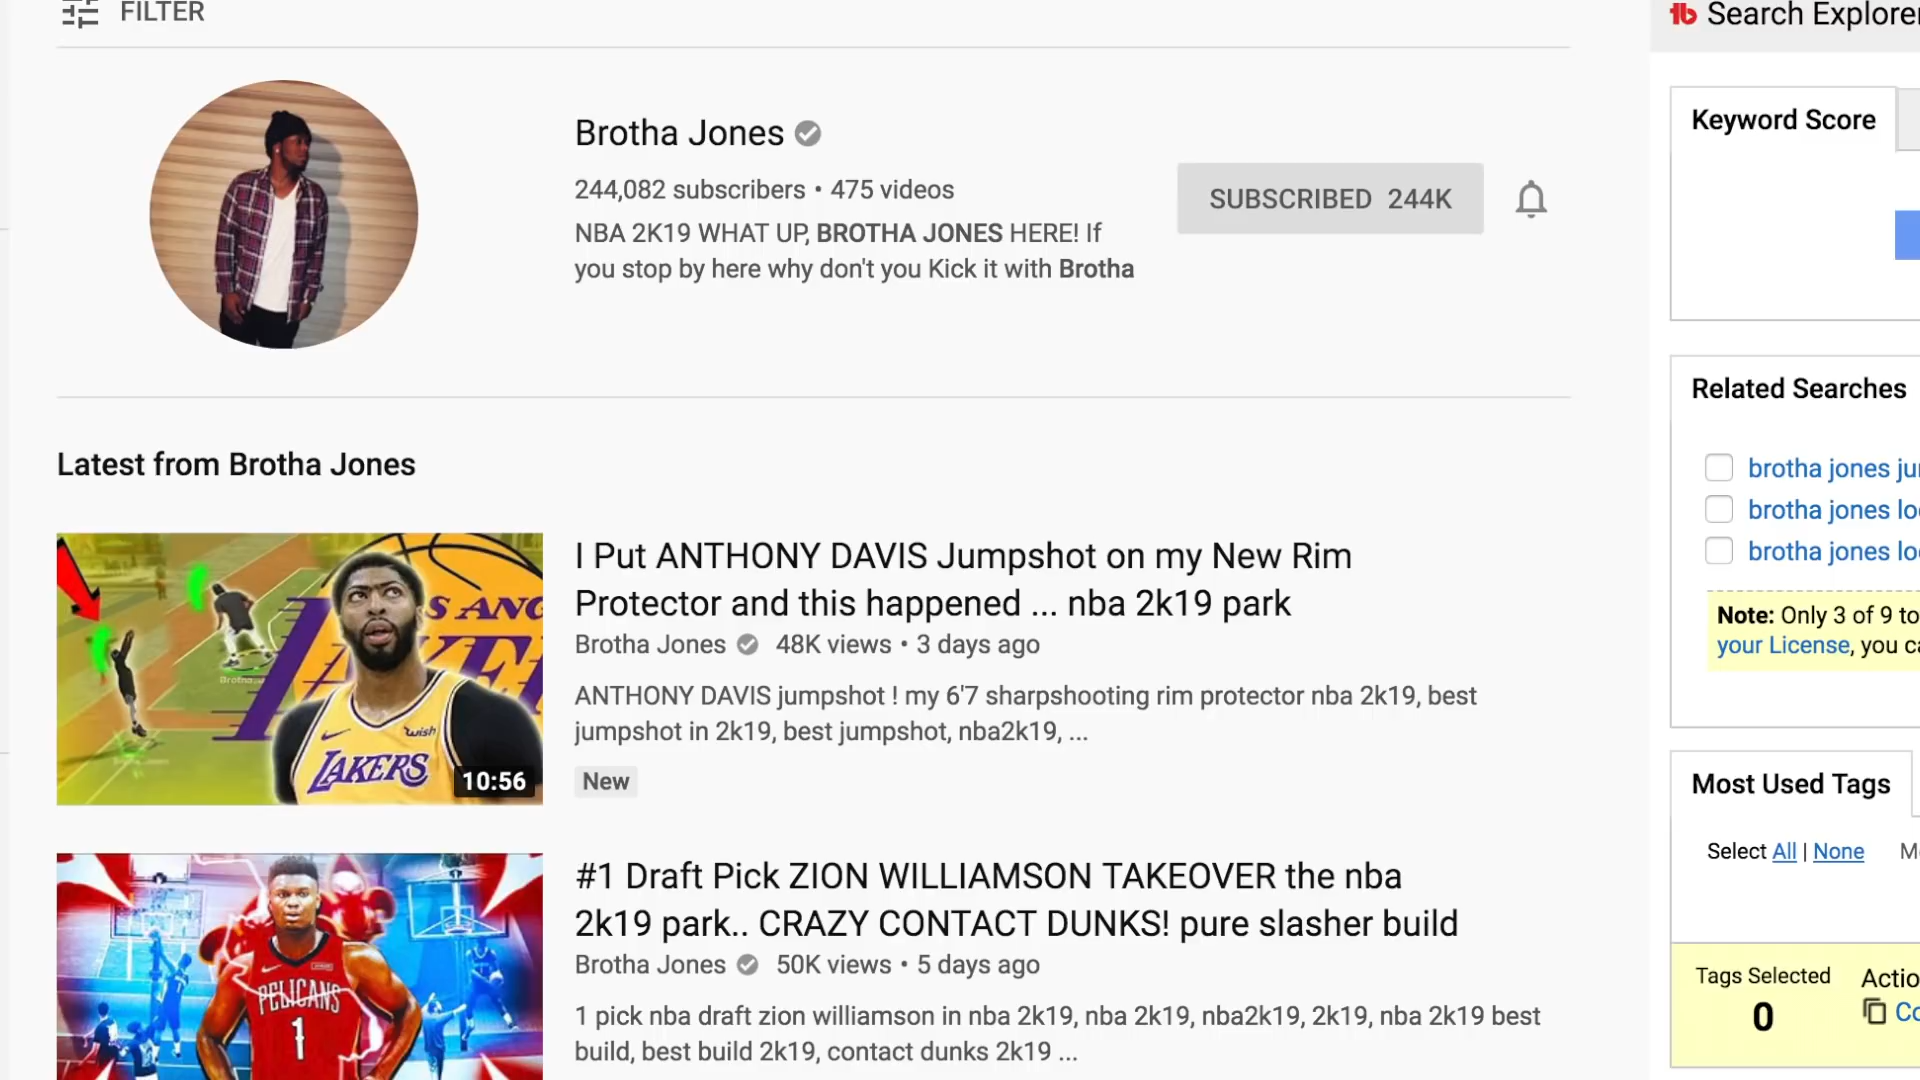 FILTER
Brotha Jones
244,082 subscribers • 475 videos
NBA 2K19 WHAT UP, BROTHA JONES HERE! If
you stop by here why don't you Kick it with Brotha
SUBSCRIBED 244K
Latest from Brotha Jones
S ANG
LAKERS
wish
10:56
I Put ANTHONY DAVIS Jumpshot on my New Rim
Protector and this happened ... nba 2k19 park
Brotha Jones 48K views • 3 days ago
ANTHONY DAVIS jumpshot ! my 6'7 sharpshooting rim protector nba 2k19, best
jumpshot in 2k19, best jumpshot, nba2k19, ...
New
PELICANS
1
#1 Draft Pick ZION WILLIAMSON TAKEOVER the nba
2k19 park.. CRAZY CONTACT DUNKS! pure slasher build
Brotha Jones 50K views • 5 days ago
1 pick nba draft zion williamson in nba 2k19, nba 2k19, nba2k19, 2k19, nba 2k19 best
build, best build 2k19, contact dunks 2k19 ...
tb Search Explorer
Keyword Score
Related Searches
brotha jones ju
brotha jones lo
brotha jones lo
Note: Only 3 of 9 to
your License, you ca
Most Used Tags
Select All | None
Tags Selected
0
Actio
Co